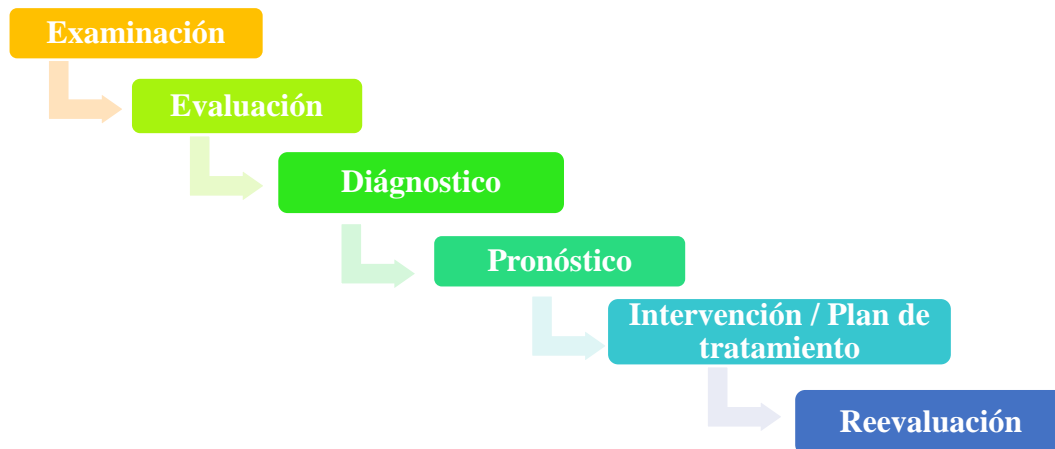 Examinación
Evaluación
Diágnostico
Pronóstico
Intervención / Plan de
tratamiento
Reevaluación